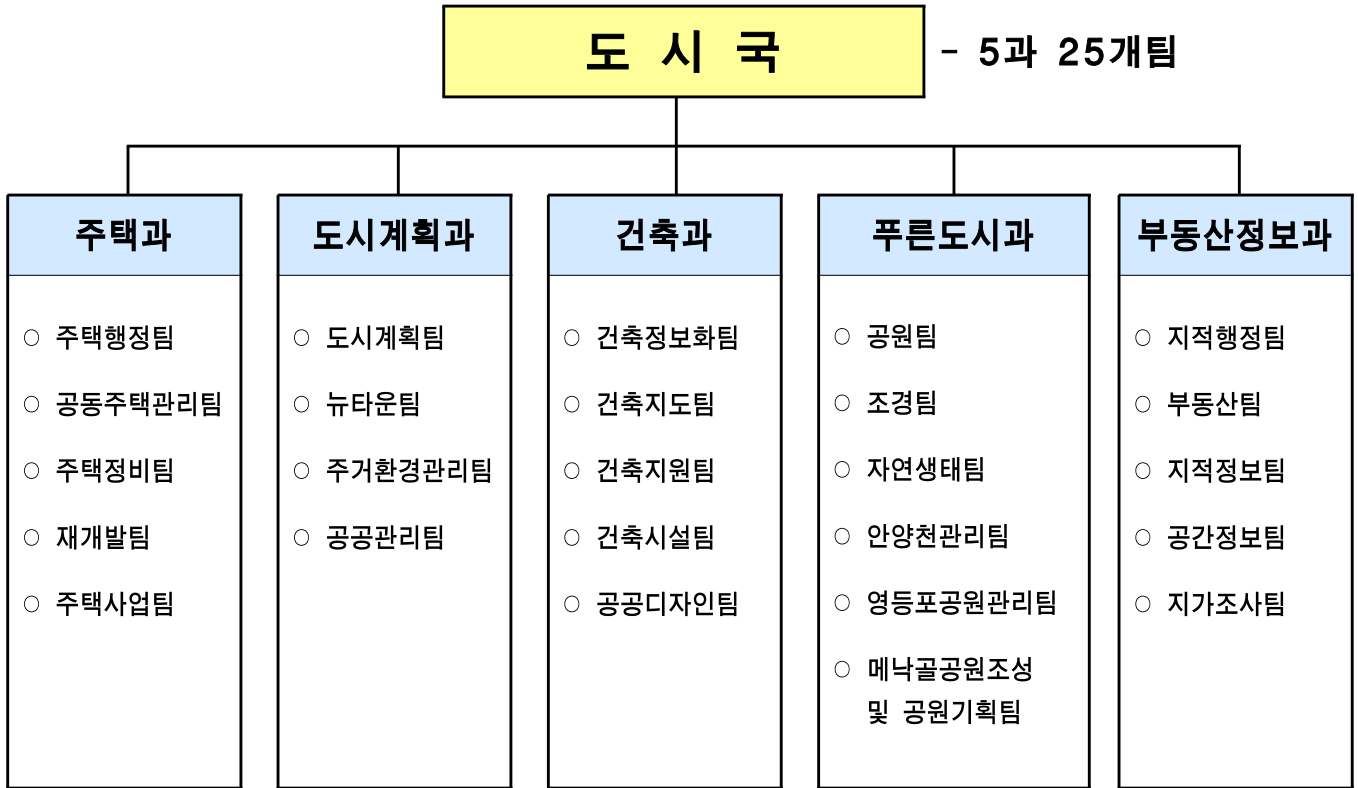 도 시 국
- 5과 25개팀
주택과
○ 주택행정팀
○ 공동주택관리팀
○ 주택정비팀
○ 재개발팀
○ 주택사업팀
도시계획과
○ 도시계획팀
○ 뉴타운팀
○ 주거환경관리팀
○ 공공관리팀
건축과
○ 건축정보화팀
○ 건축지도팀
○ 건축지원팀
○ 건축시설팀
○ 공공디자인팀
푸른도시과
○ 공원팀
○ 조경팀
○ 자연생태팀
○ 안양천관리팀
○ 영등포공원관리팀
○ 메낙골공원조성
및 공원기획팀
부동산정보과
○ 지적행정팀
○ 부동산팀
○ 지적정보팀
○ 공간정보팀
○ 지가조사팀